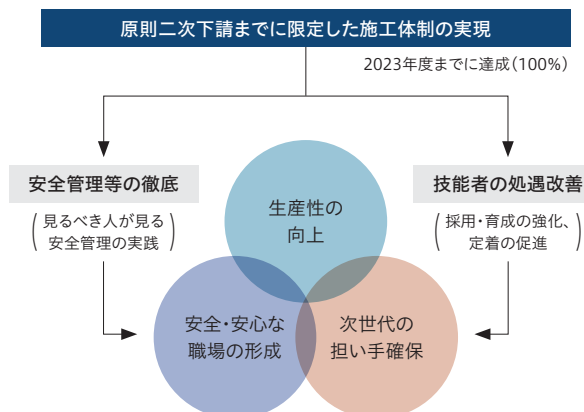 原則二次下請までに限定した施工体制の実現
2023年度までに達成（100%）
安全管理等の徹底
（見るべき人が見る
安全管理の実践）
技能者の処遇改善
（採用・育成の強化、
定着の促進）
生産性の
向上
安全・安心な
職場の形成
次世代の
担い手確保